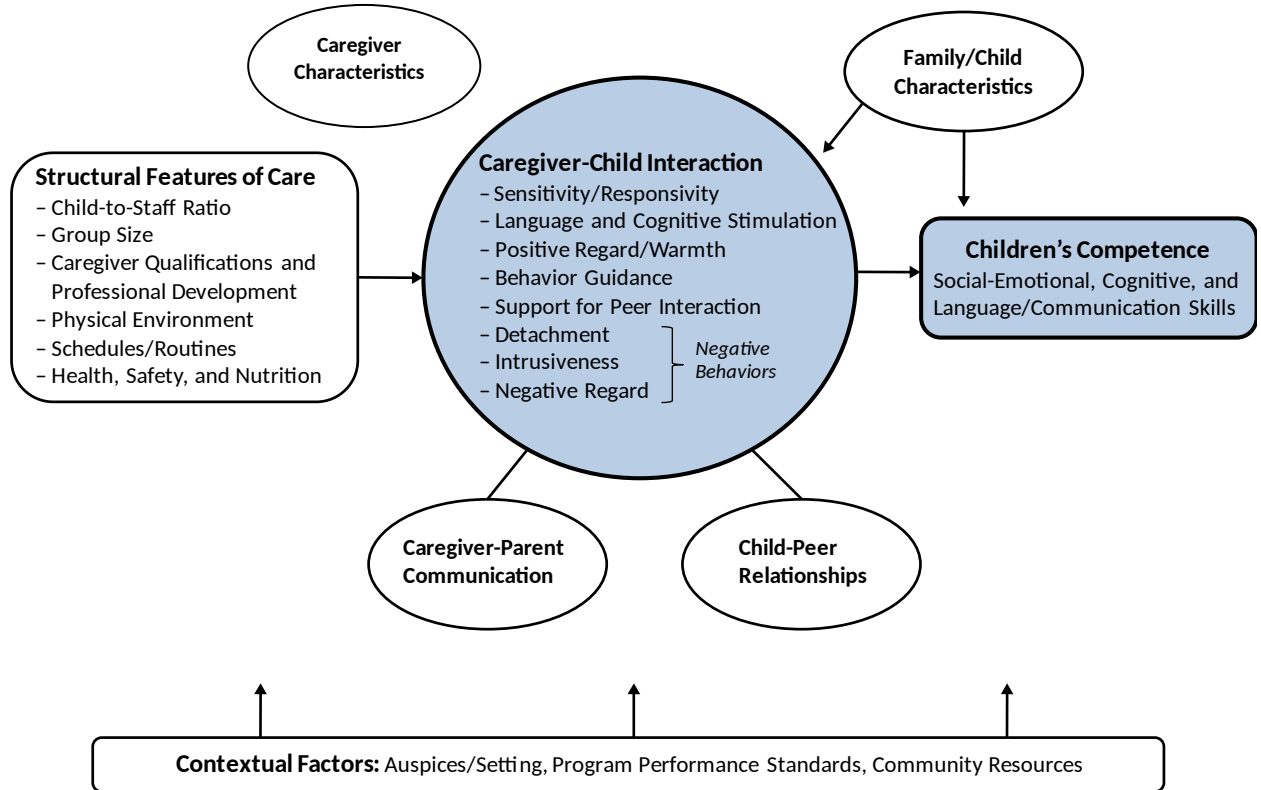 Caregiver
Characteristics
Family/Child
Characteristics
Structural Features of Care
– Child-to-Staff Ratio
– Group Size
– Caregiver Qualifications and
Professional Development
– Physical Environment
– Schedules/Routines
– Health, Safety, and Nutrition
Caregiver-Child Interaction
– Sensitivity/Responsivity
– Language and Cognitive Stimulation
– Positive Regard/Warmth
– Behavior Guidance
– Support for Peer Interaction
– Detachment
– Intrusiveness
– Negative Regard
Negative
Behaviors
Children’s Competence
Social-Emotional, Cognitive, and
Language/Communication Skills
Caregiver-Parent
Communication
Child-Peer
Relationships
Contextual Factors: Auspices/Setting, Program Performance Standards, Community Resources